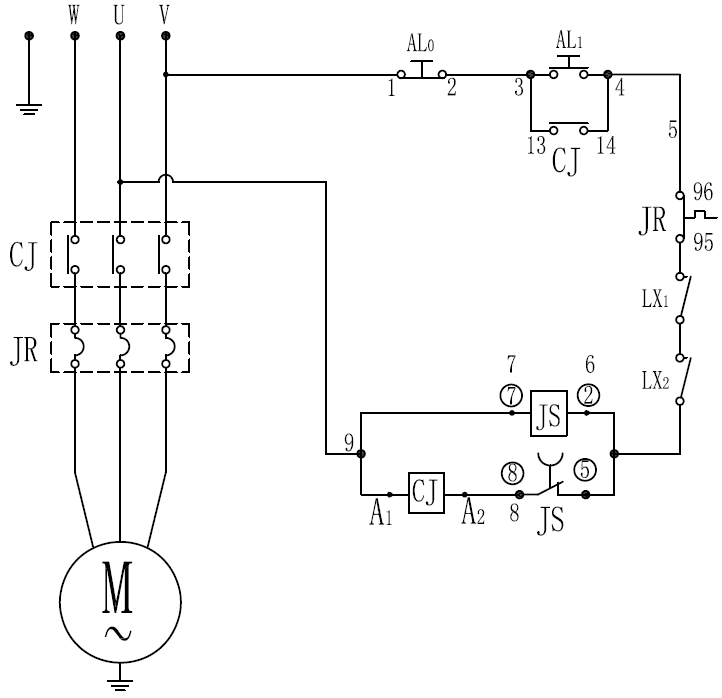 W U V
AL0 AL1
1 2 3 4
13 14
CJ
5
96
JR
95
CJ
LX1
JR
LX2
7 6
7 JS 2
9
CJ 8 5
A1 A2 8 JS
M
~